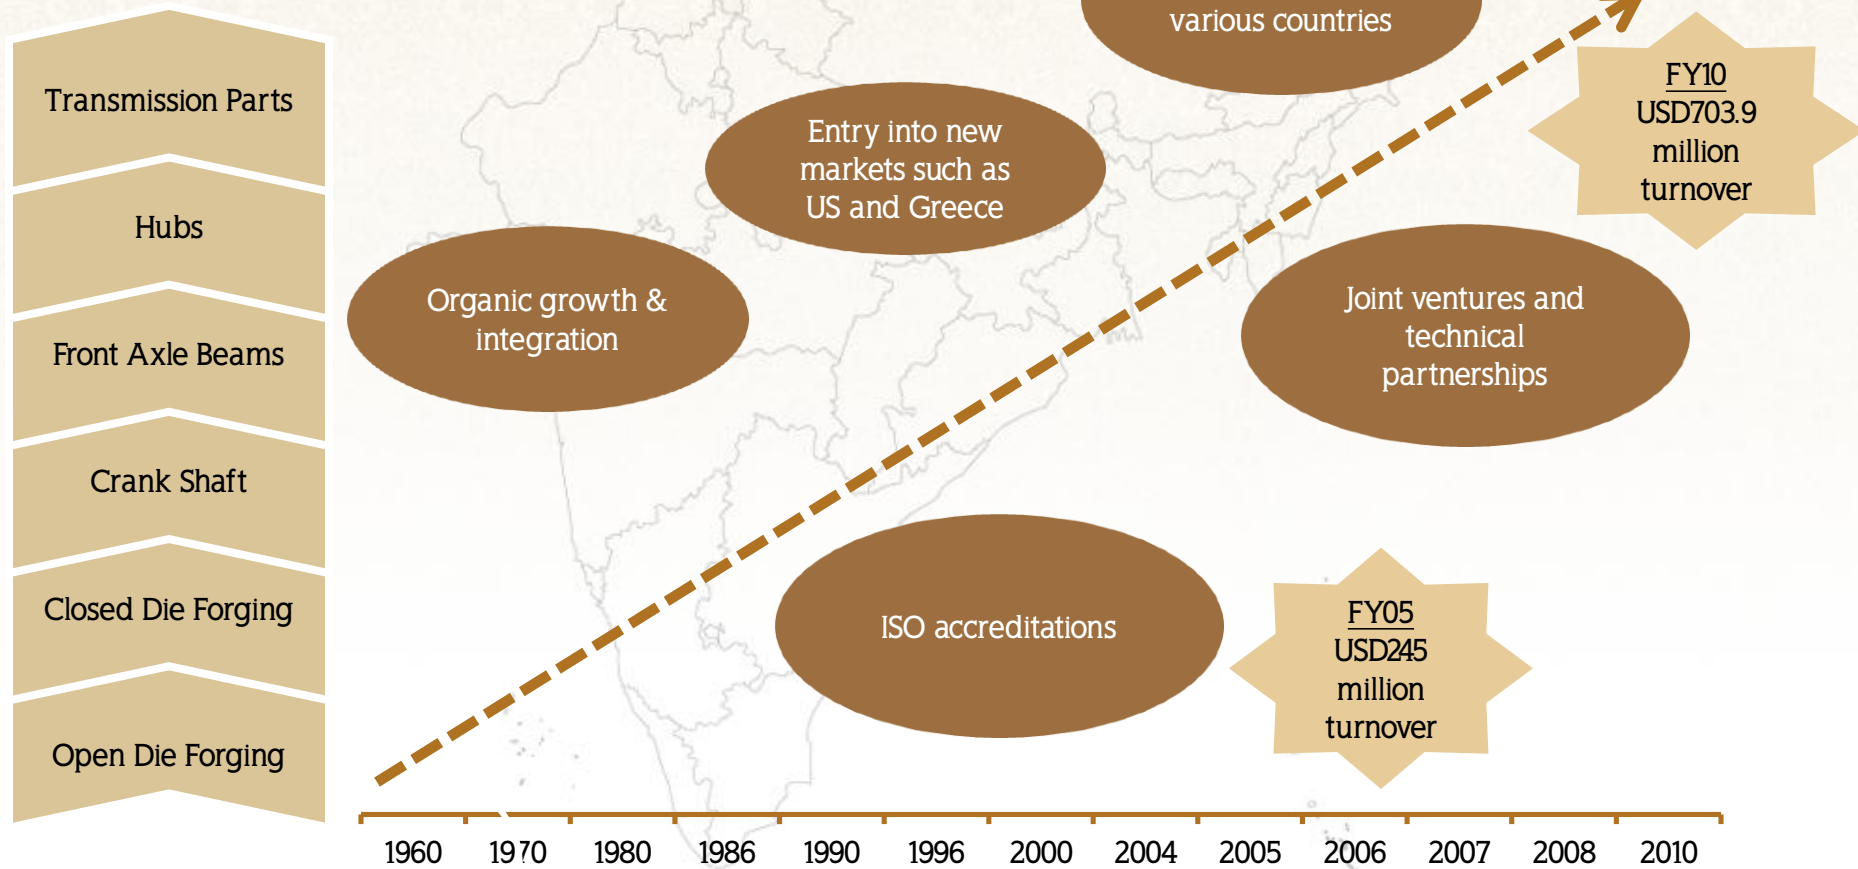 various countries
Transmission Parts
FY10
USD703.9
million
turnover
Entry into new
markets such as
US and Greece
Hubs
Organic growth &
integration
Joint ventures and
technical
partnerships
Front Axle Beams
Crank Shaft
Closed Die Forging
ISO accreditations
FY05
USD245
million
turnover
Open Die Forging
1960 1970 1980 1986 1990 1996 2000 2004 2005 2006 2007 2008 2010